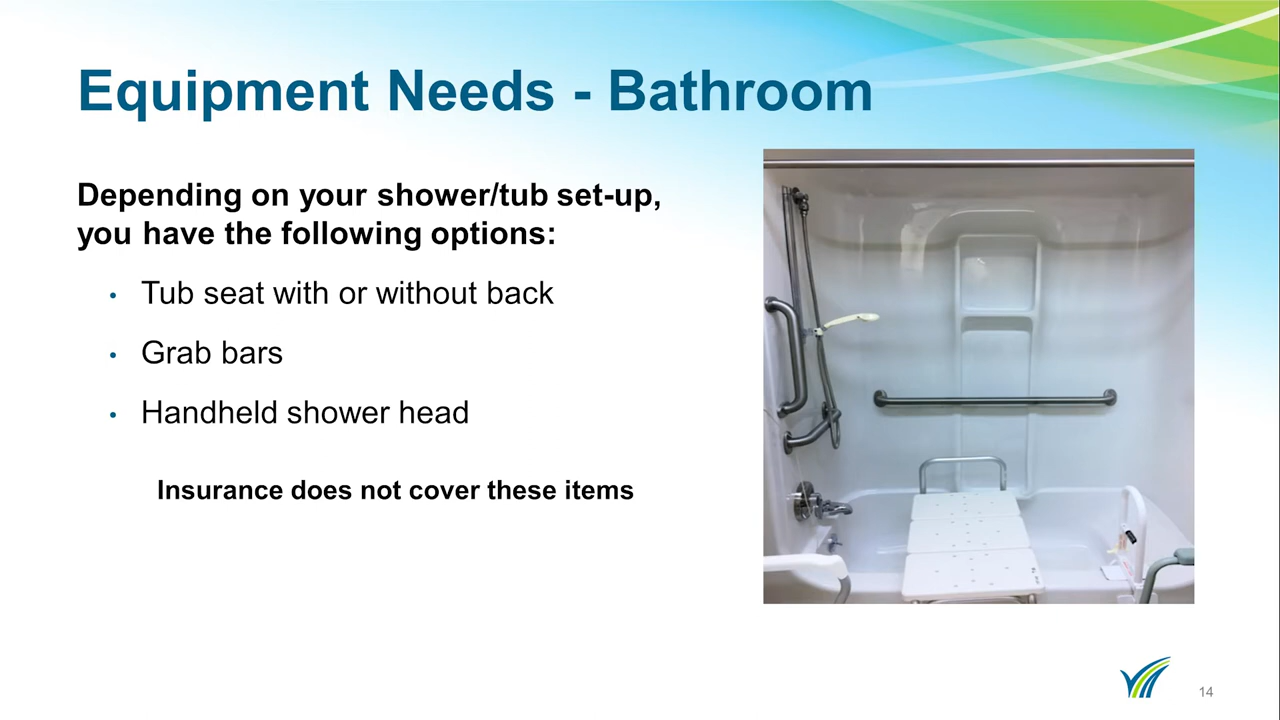 Equipment Needs - Bathroom
Depending on your shower/tub set-up,
you have the following options:
• Tub seat with or without back
• Grab bars
• Handheld shower head
Insurance does not cover these items
14